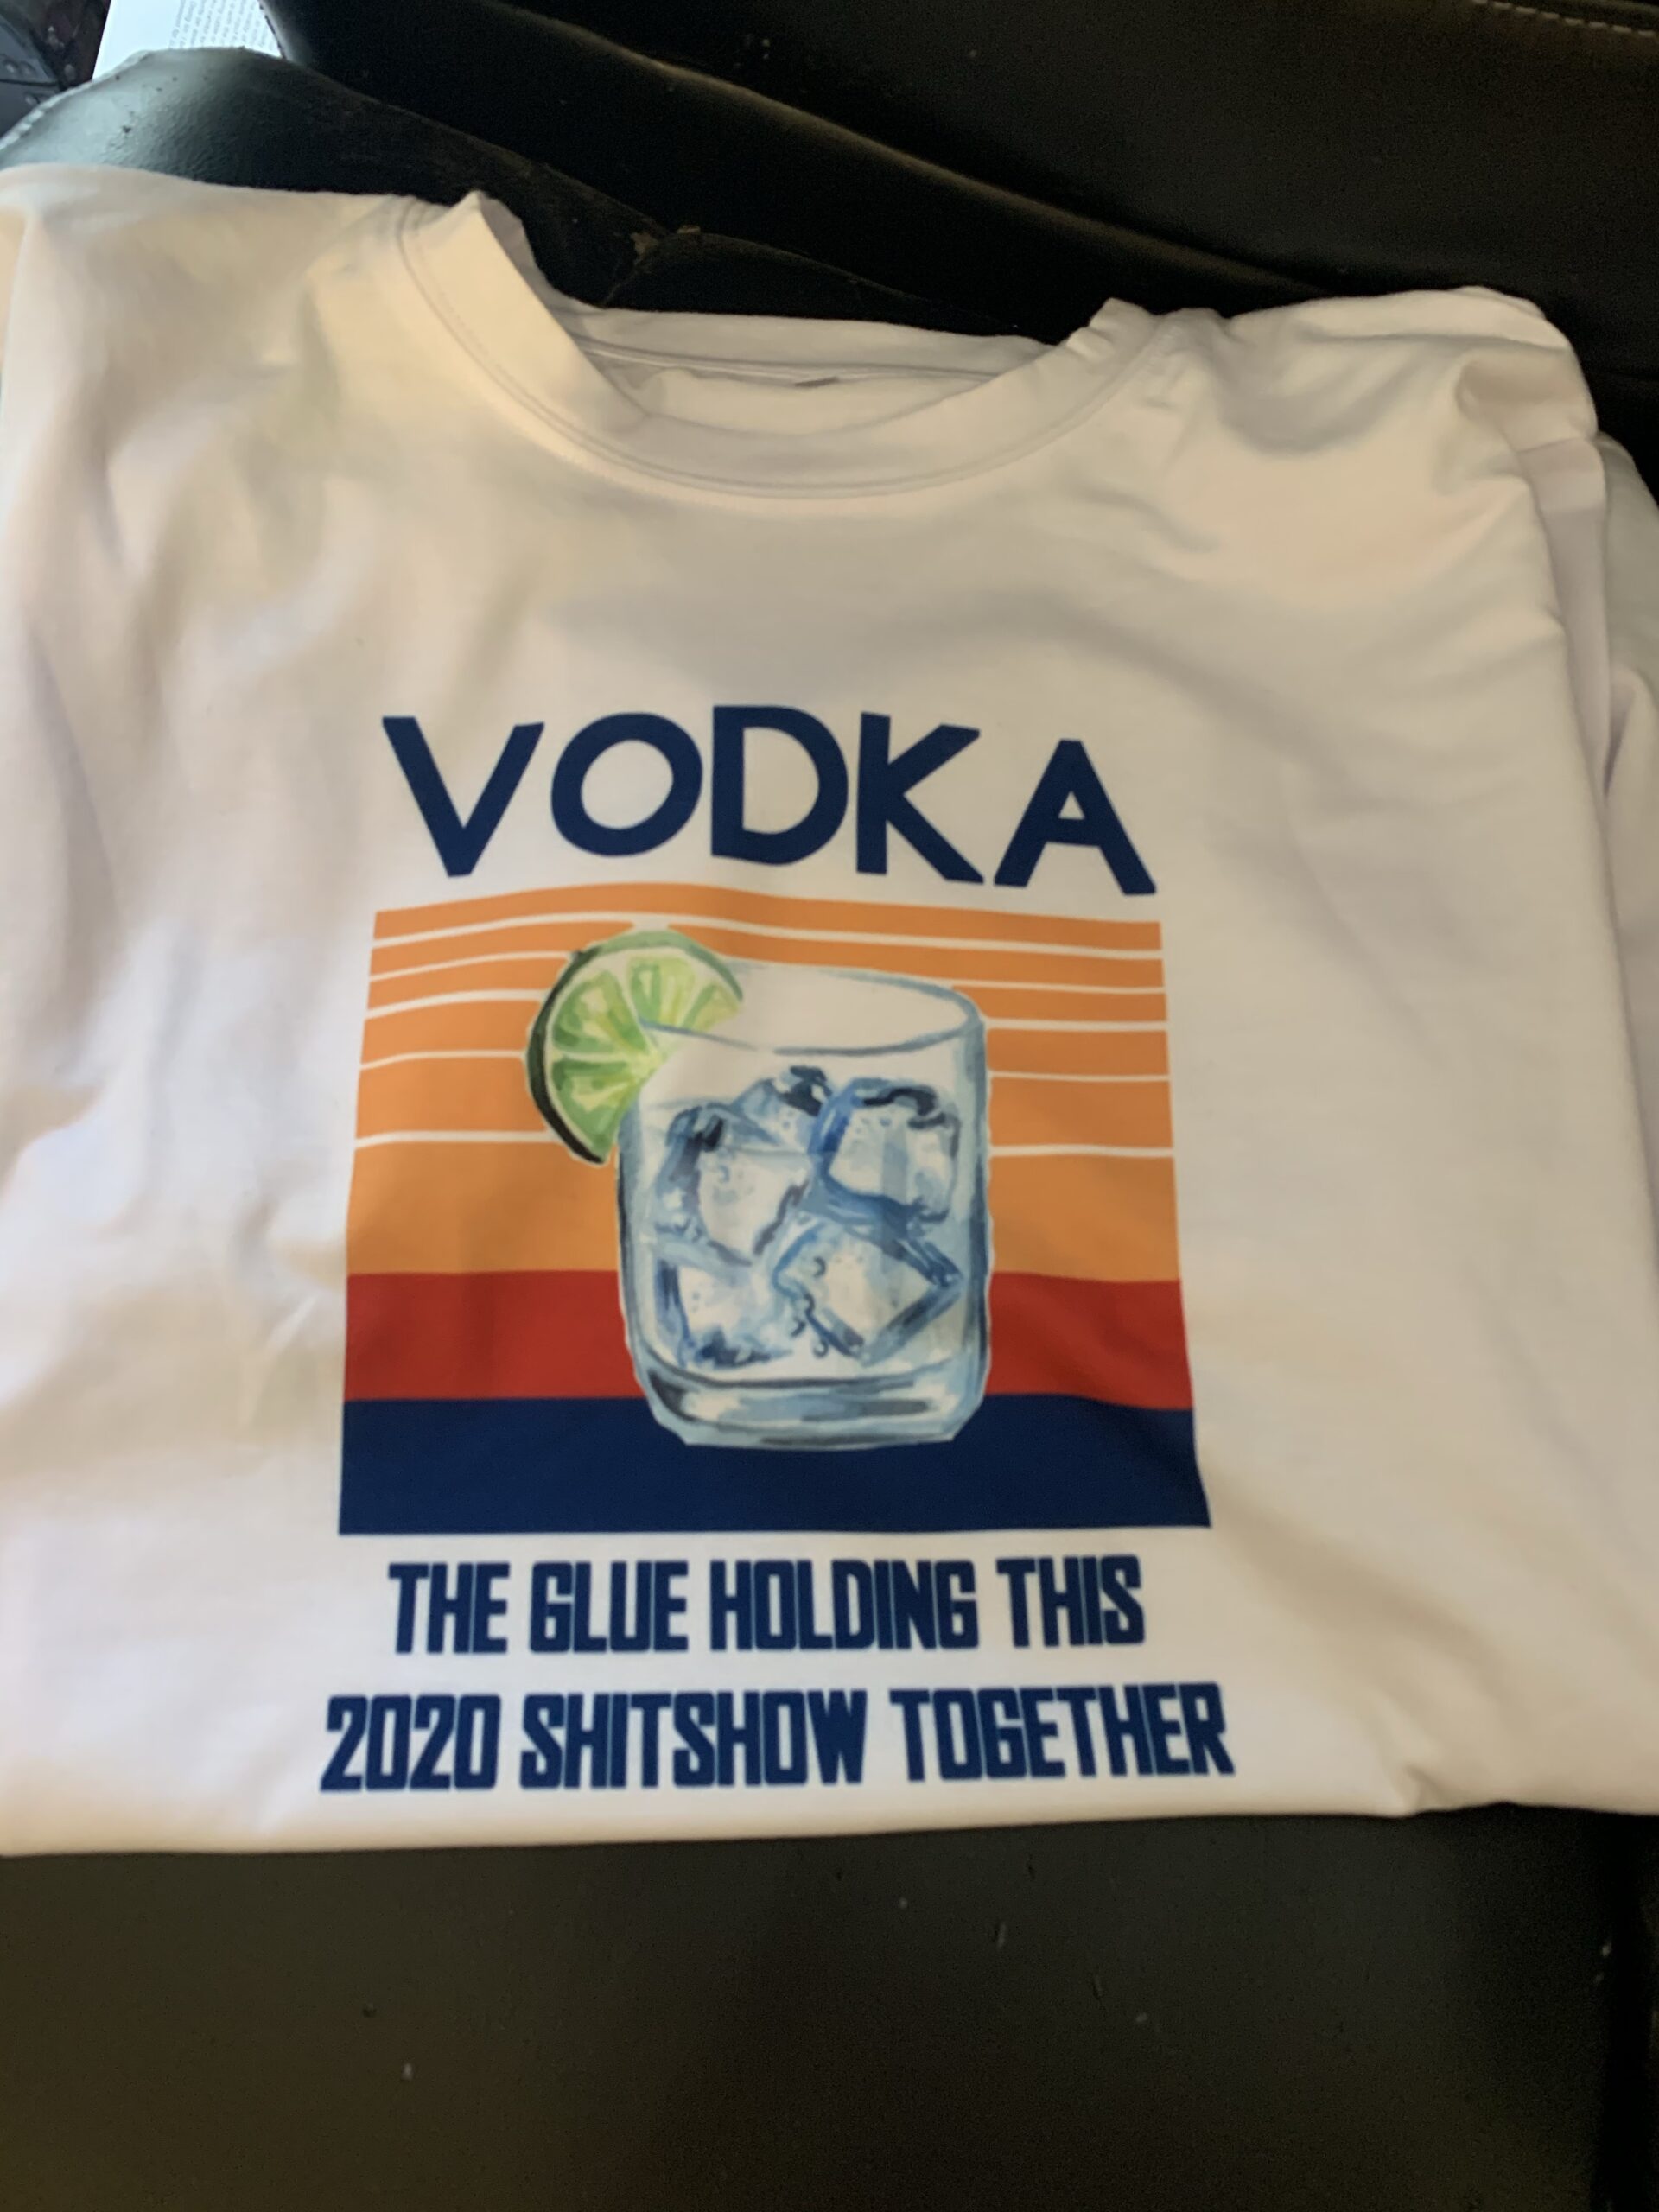 VODKA
THE GLUE HOLDING THIS
2020 SHITSHOW TOGETHER